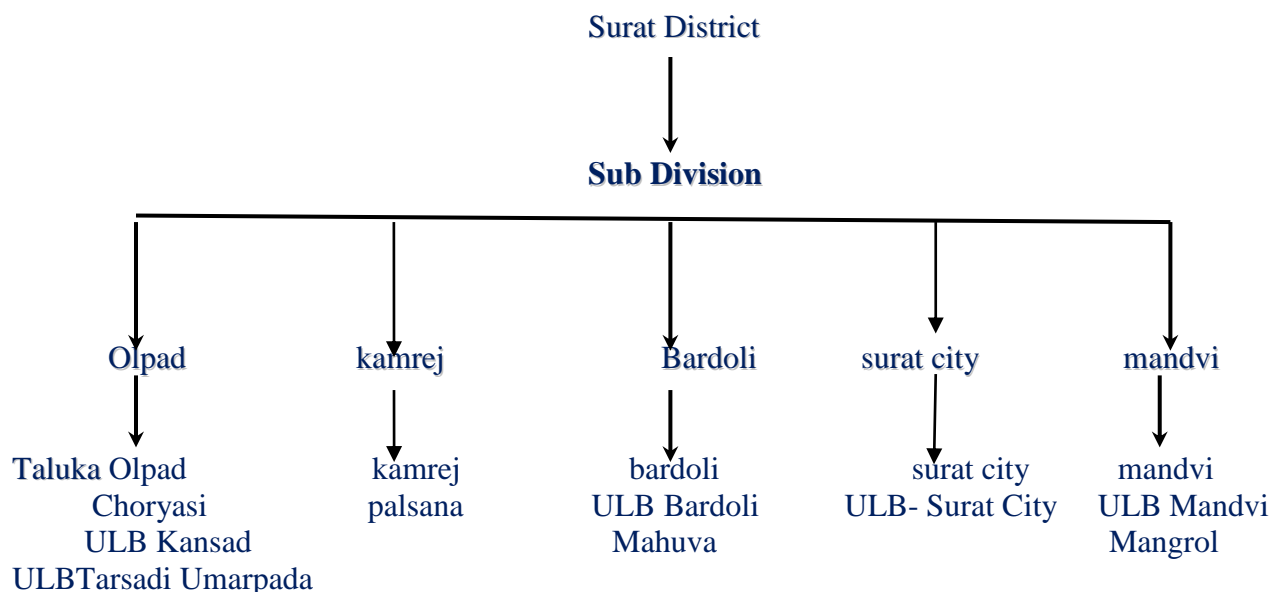 Surat District
Sub Division
Olpad kamrej Bardoli surat city mandvi
Taluka Olpad kamrej bardoli surat city mandvi
Choryasi palsana ULB Bardoli ULB- Surat City ULB Mandvi
ULB Kansad Mahuva Mangrol
ULBTarsadi Umarpada